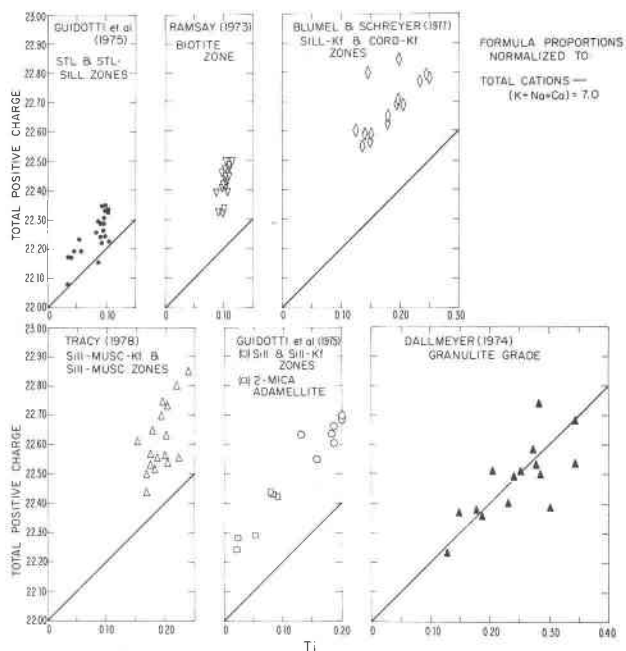 GUIDOTTI et al
(1975)
STL & STL-
SILL ZONES
RAMSAY (1973)
BIOTITE
ZONE
BLUMEL & SCHREYER (1977)
SILL-Kf & CORD-Kf
ZONES
FORMULA PROPORTIONS
NORMALIZED TO
TOTAL CATIONS —
(K+Na+Ca) = 7.0
TOTAL POSITIVE CHARGE
23.00
22.90
22.80
22.70
22.60
22.50
22.40
22.30
22.20
22.10
22.00
0.10
0.10
0.10
0.20
0.30
TRACY (1978)
Sill-MUSC-Kf &
Sill-MUSC ZONES
GUIDOTTI et al (1975)
Sill & Sill-Kf
ZONES
2-MICA
ADAMELLITE
DALLMEYER (1974)
GRANULITE GRADE
TOTAL POSITIVE CHARGE
23.00
22.90
22.80
22.70
22.60
22.50
22.40
22.30
22.20
22.10
22.00
0
0.10
0.20
0
0.10
0.20
0
0.10
0.20
0.30
0.40
Ti